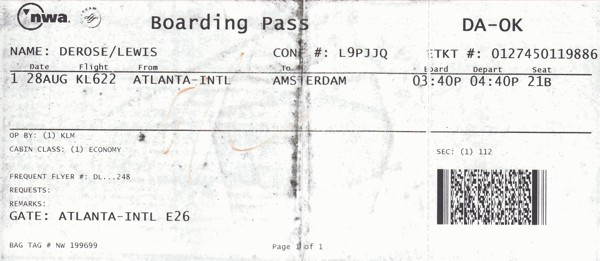 nwa. Boarding Pass DA-OK
NAME: DEROSE/LEWIS CONF #: L9PJJQ ETKT #: 0127450119886
Date Flight From To Board Depart Seat
1 28AUG KL622 ATLANTA-INTL AMSTERDAM 03:40P 04:40P 21B
OP BY: (1) KLM
CABIN CLASS: (1) ECONOMY SEC: (1) 112
FREQUENT FLYER #: DL...248
REQUESTS:
REMARKS:
GATE: ATLANTA-INTL E26
BAG TAG # NW 199699 Page 1 of 1